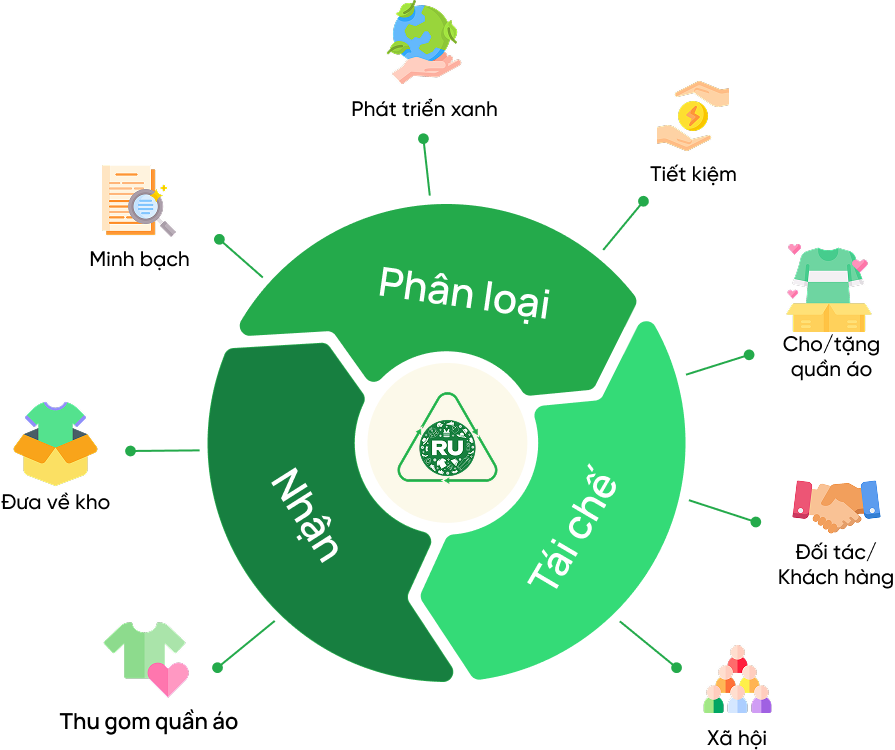 Phát triển xanh
Tiết kiệm
Minh bạch
Phân loại
Cho/tặng
quần áo
RU
Nhận
Tái chế
Đưa về kho
Đối tác/
Khách hàng
Thu gom quần áo
Xã hội